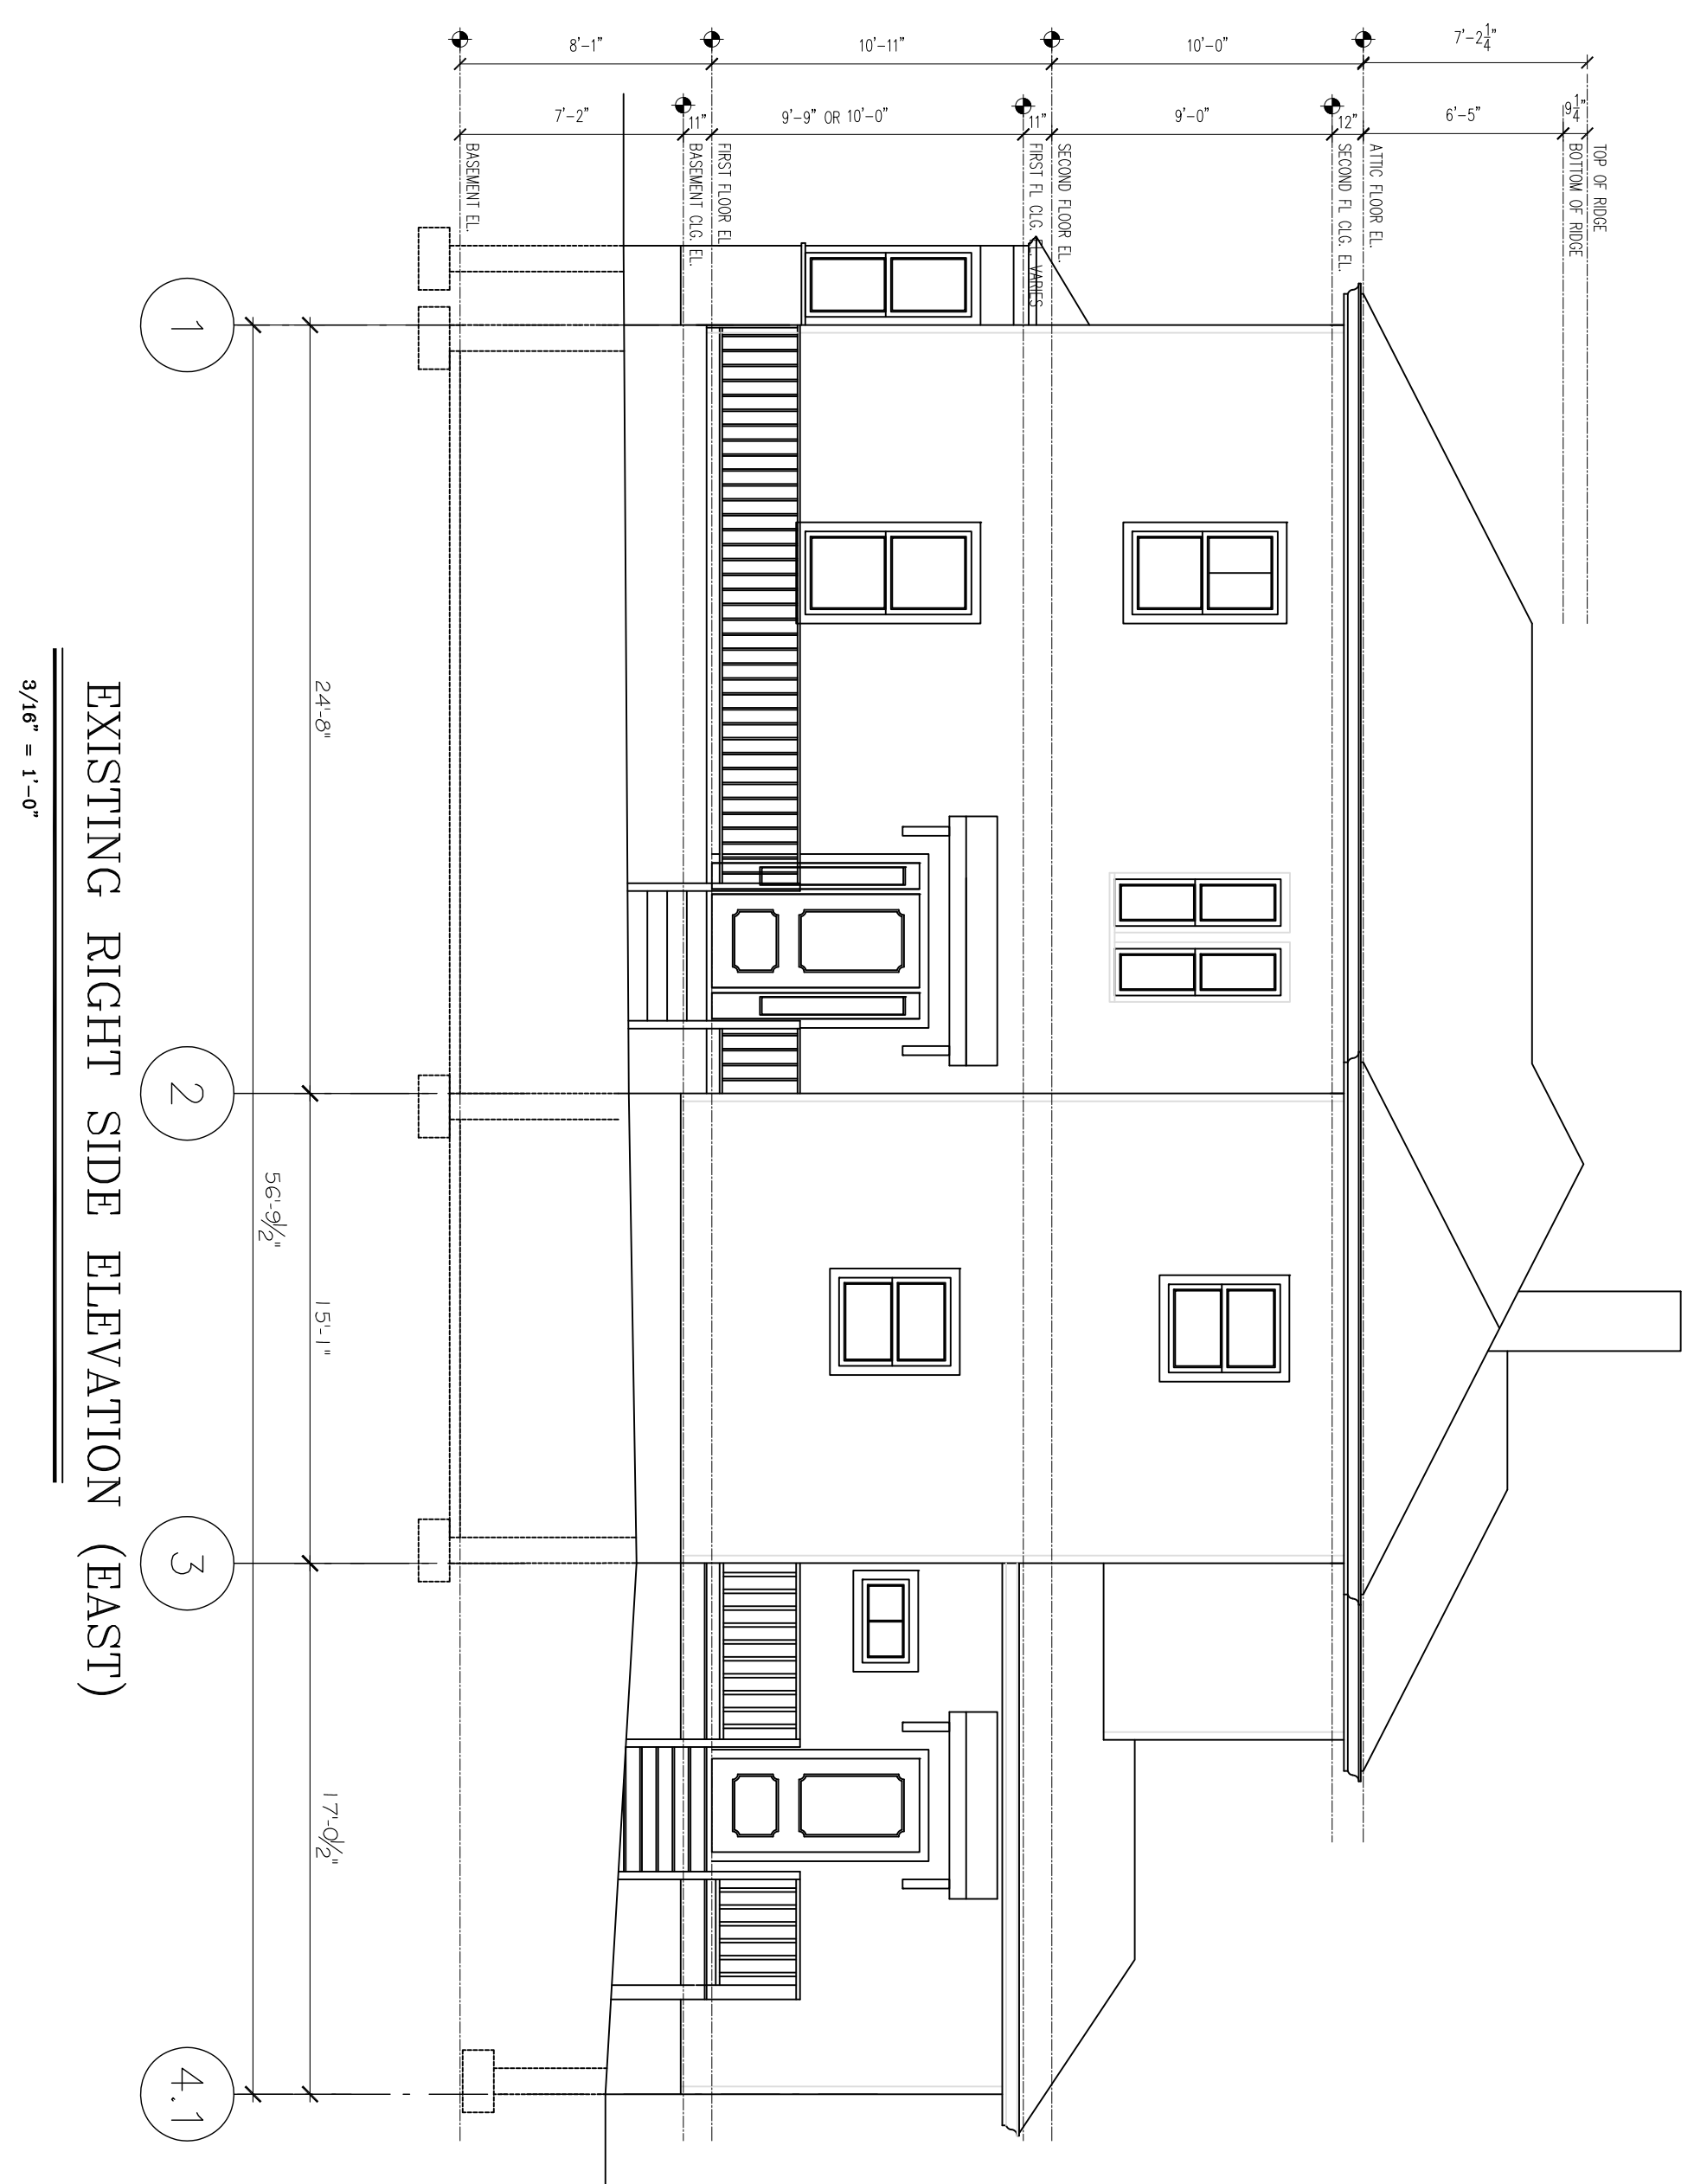 8'-1"
10'-11"
10'-0"
7'-2 1/4"
7'-2"
11"
9'-9" OR 10'-0"
11"
9'-0"
12"
6'-5"
9 1/4"
TOP OF RIDGE
BOTTOM OF RIDGE
ATTIC FLOOR EL.
SECOND FL CLG. EL.
SECOND FLOOR EL.
FIRST FL CLG. EL. VARIES
FIRST FLOOR EL
BASEMENT CLG. EL.
BASEMENT EL.
24'-8"
15'-1"
17'-0 1/2"
56'-9 1/2"
1
2
3
4.1
EXISTING RIGHT SIDE ELEVATION (EAST)
3/16" = 1'-0"